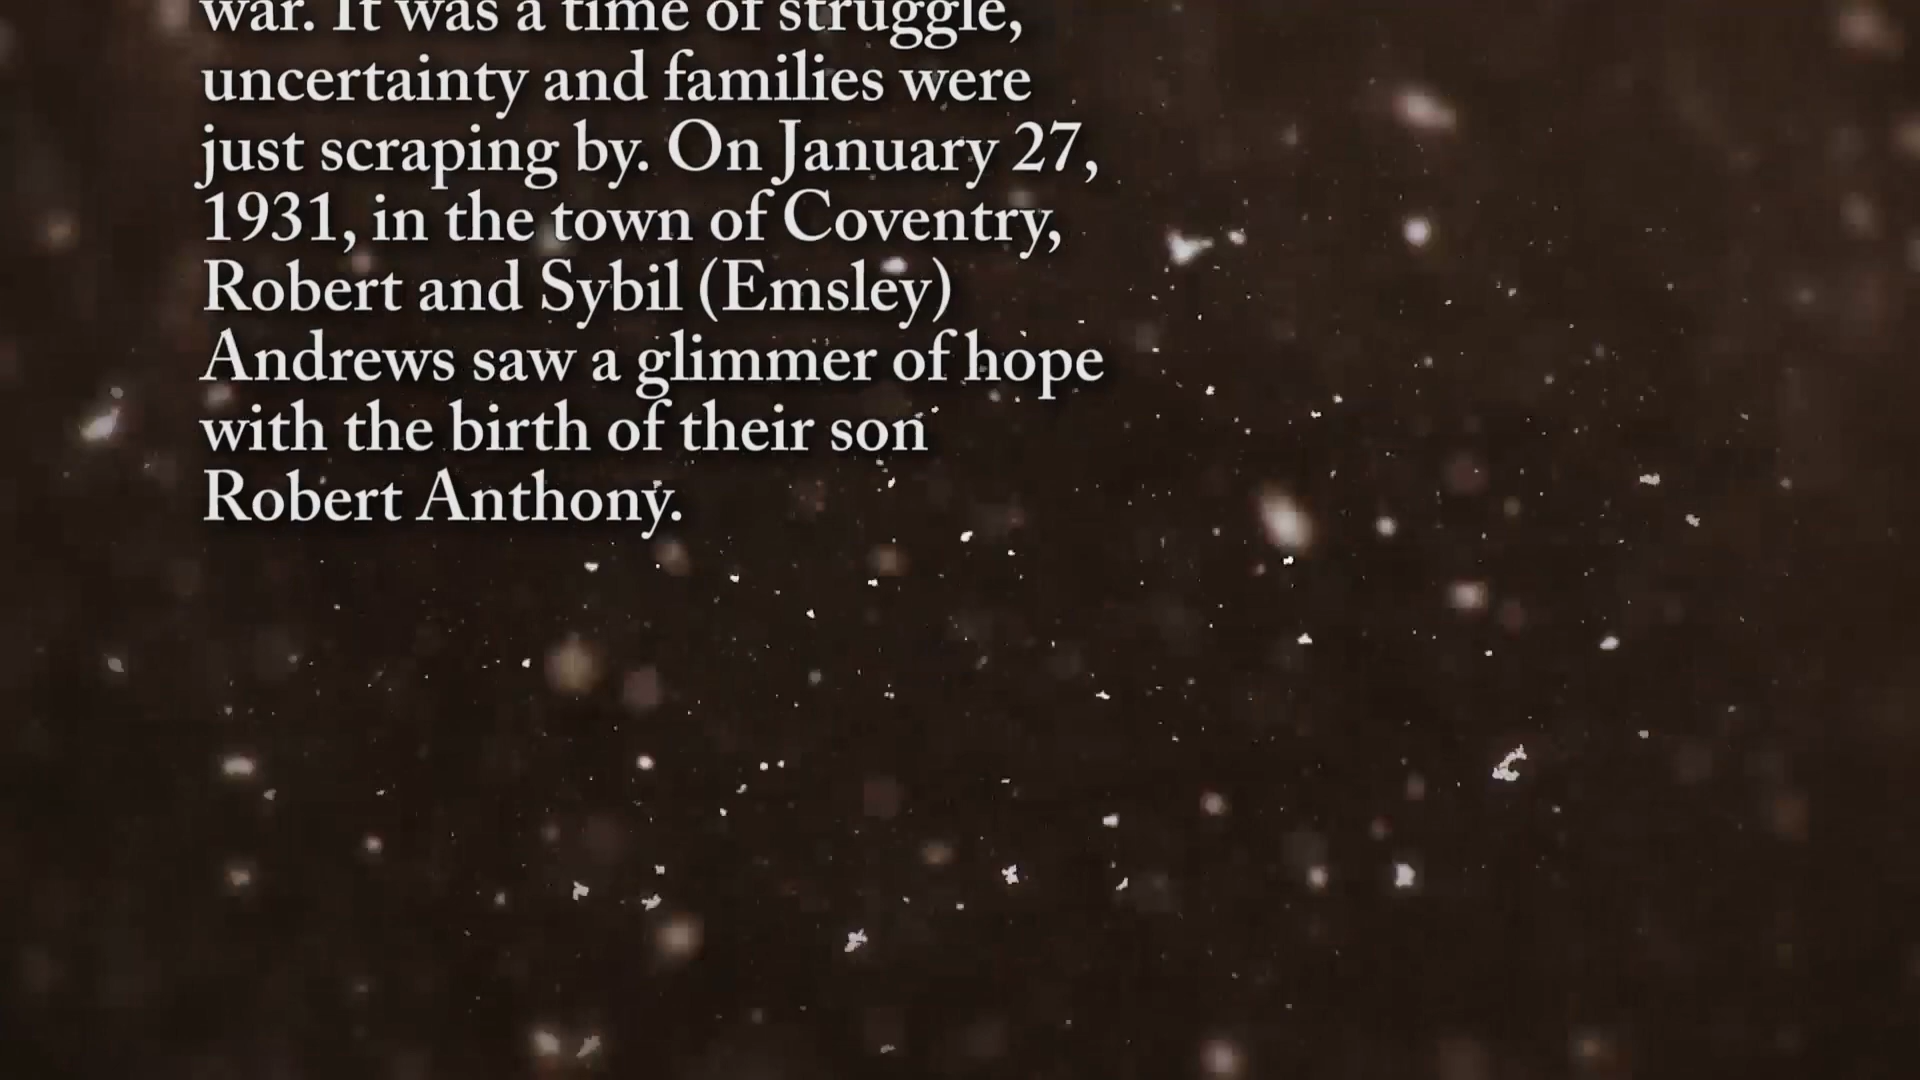 war. It was a time of struggle,
uncertainty and families were
just scraping by. On January 27,
1931, in the town of Coventry,
Robert and Sybil (Emsley)
Andrews saw a glimmer of hope
with the birth of their son
Robert Anthony.